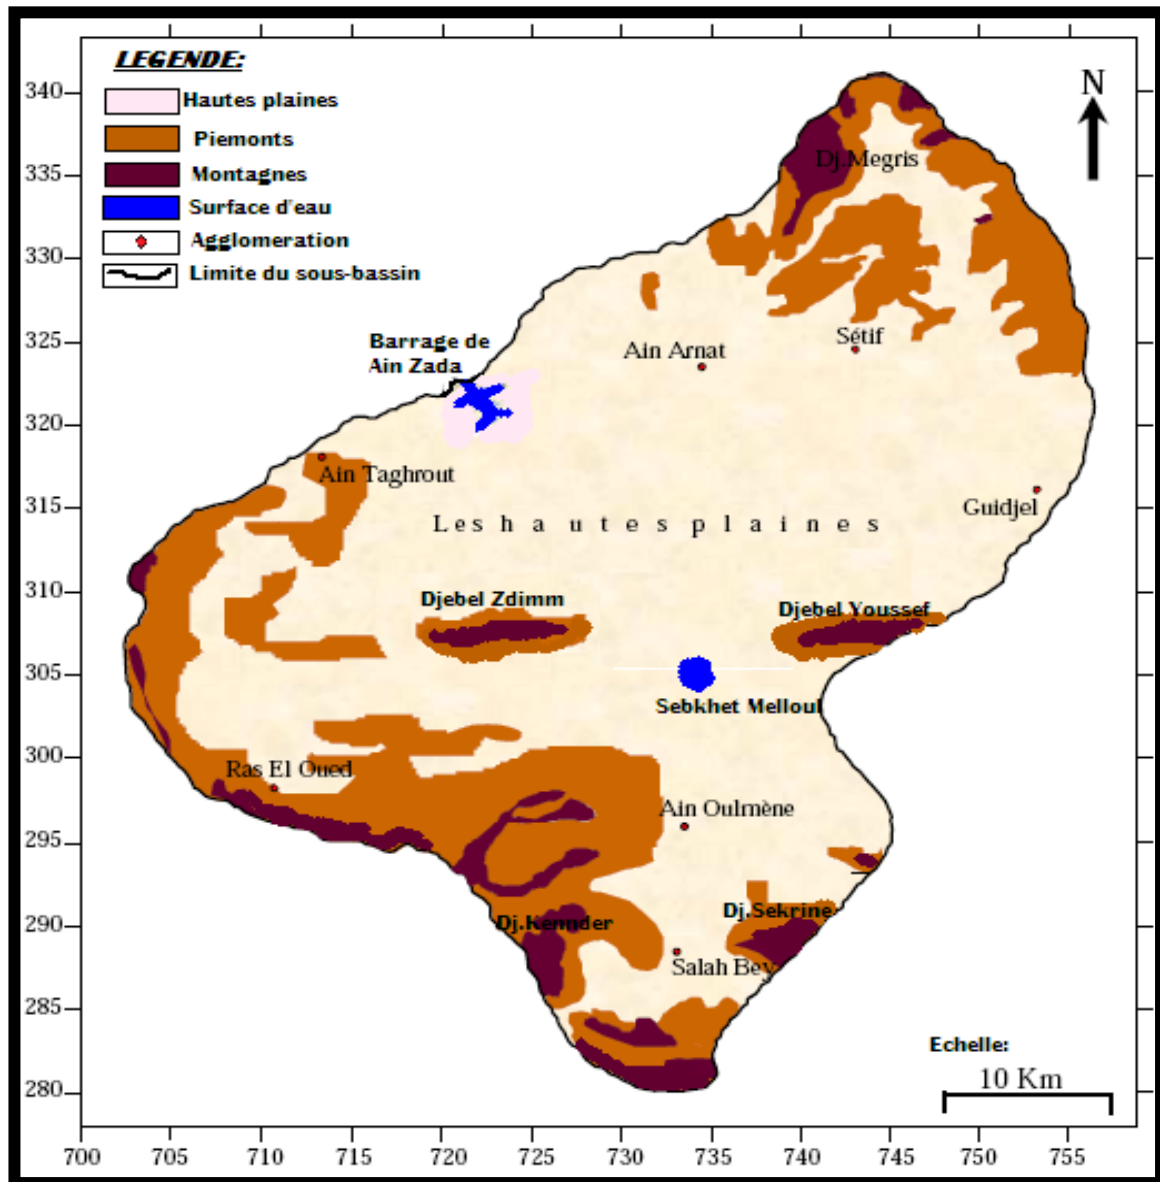 LEGENDE:
Hautes plaines
Piemonts
Montagnes
Surface d'eau
Agglomeration
Limite du sous-bassin
N
Dj.Megris
Barrage de
Ain Zada
Ain Arnat
Sétif
Ain Taghrout
Guidjel
Les hautes plaines
Djebel Zdimm
Djebel Youssef
Sebkhet Melloul
Ras El Oued
Ain Oulmène
Dj.Kennder
Dj.Sekrine
Salah Bey
Echelle:
10 Km
340
335
330
325
320
315
310
305
300
295
290
285
280
700 705 710 715 720 725 730 735 740 745 750 755